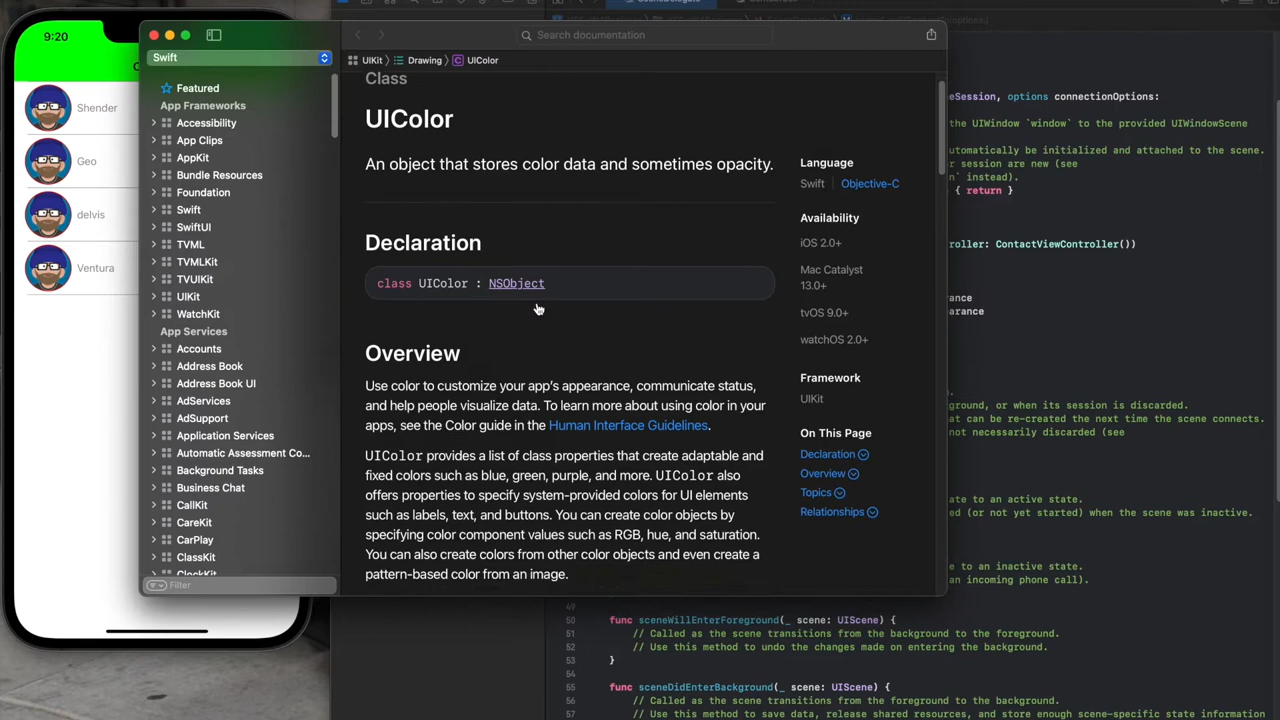 9:20
Shender
Geo
delvis
Ventura
Swift
Featured
App Frameworks
Accessibility
App Clips
AppKit
Bundle Resources
Foundation
Swift
SwiftUI
TVML
TVMLKit
TVUIKit
UIKit
WatchKit
App Services
Accounts
Address Book
Address Book UI
AdServices
AdSupport
Application Services
Automatic Assessment Co...
Background Tasks
Business Chat
CallKit
CareKit
CarPlay
ClassKit
ClockKit
Filter
Search documentation
UIKit
Drawing
UIColor
Class
UIColor
An object that stores color data and sometimes opacity.
Declaration
class UIColor : NSObject
Overview
Use color to customize your app's appearance, communicate status,
and help people visualize data. To learn more about using color in your
apps, see the Color guide in the Human Interface Guidelines.
UIColor provides a list of class properties that create adaptable and
fixed colors such as blue, green, purple, and more. UIColor also
offers properties to specify system-provided colors for UI elements
such as labels, text, and buttons. You can create color objects by
specifying color component values such as RGB, hue, and saturation.
You can also create colors from other color objects and even create a
pattern-based color from an image.
Language
Swift
Objective-C
Availability
iOS 2.0+
Mac Catalyst
13.0+
tvOS 9.0+
watchOS 2.0+
Framework
UIKit
On This Page
Declaration
Overview
Topics
Relationships
eSession, options connectionOptions:
the UIWindow `window` to the provided UIWindowScene
automatically be initialized and attached to the scene.
or session are new (see
n` instead).
{ return }
roller: ContactViewController())
arance
earance
ground, or when its session is discarded.
that can be re-created the next time the scene connects.
not necessarily discarded (see
ate to an active state.
ed (or not yet started) when the scene was inactive.
e to an inactive state.
an incoming phone call).
49
50 func sceneWillEnterForeground(_ scene: UIScene) {
51 // Called as the scene transitions from the background to the foreground.
52 // Use this method to undo the changes made on entering the background.
53 }
54
55 func sceneDidEnterBackground(_ scene: UIScene) {
56 // Called as the scene transitions from the foreground to the background.
57 // Use this method to save data, release shared resources, and store enough scene-specific state information